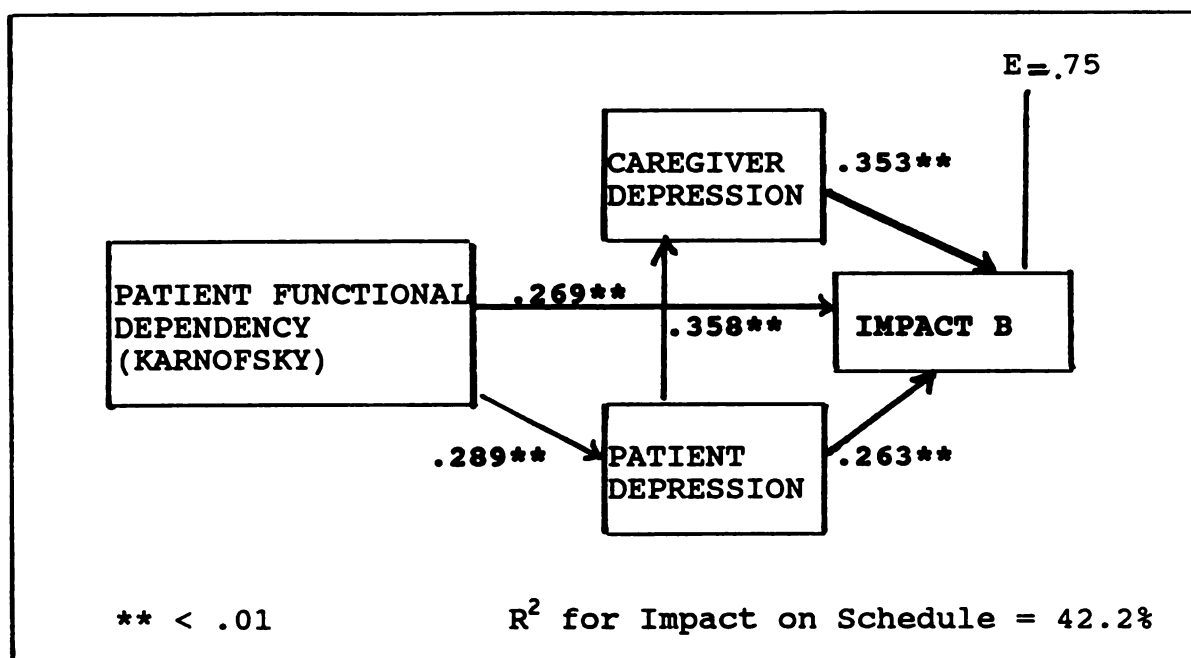 E=.75
CAREGIVER
DEPRESSION
.353**
PATIENT FUNCTIONAL
DEPENDENCY
(KARNOFSKY)
.269**
.358**
IMPACT B
.289**
PATIENT
DEPRESSION
.263**
** < .01
R² for Impact on Schedule = 42.2%